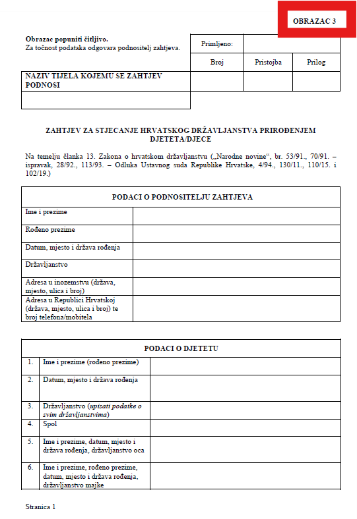 OBRAZAC 3
Obrazac popuniti čitljivo.
Za točnost podataka odgovara podnositelj zahtjeva.
Primljeno:
Broj
Pristojba
Prilog
NAZIV TIJELA KOJEMU SE ZAHTJEV
PODNOSI
ZAHTJEV ZA STJECANJE HRVATSKOG DRŽAVLJANSTVA PRIROĐENJEM
DJETETA/DJECE
Na temelju članka 13. Zakona o hrvatskom državljanstvu („Narodne novine“, br. 53/91., 70/91. –
ispravak, 28/92., 113/93. – Odluka Ustavnog suda Republike Hrvatske, 4/94., 130/11., 110/15. i
102/19.)
PODACI O PODNOSITELJU ZAHTJEVA
Ime i prezime
Rođeno prezime
Datum, mjesto i država rođenja
Državljanstvo
Adresa u inozemstvu (država,
mjesto, ulica i broj)
Adresa u Republici Hrvatskoj
(država, mjesto, ulica i broj) te
broj telefona/mobitela
PODACI O DJETETU
1. Ime i prezime (rođeno prezime)
2. Datum, mjesto i država rođenja
3. Državljanstvo (upisati podatke o
svim državljanstvima)
4. Spol
5. Ime i prezime, datum, mjesto i
država rođenja, državljanstvo oca
6. Ime i prezime, rođeno prezime,
datum, mjesto i država rođenja,
državljanstvo majke
Stranica 1